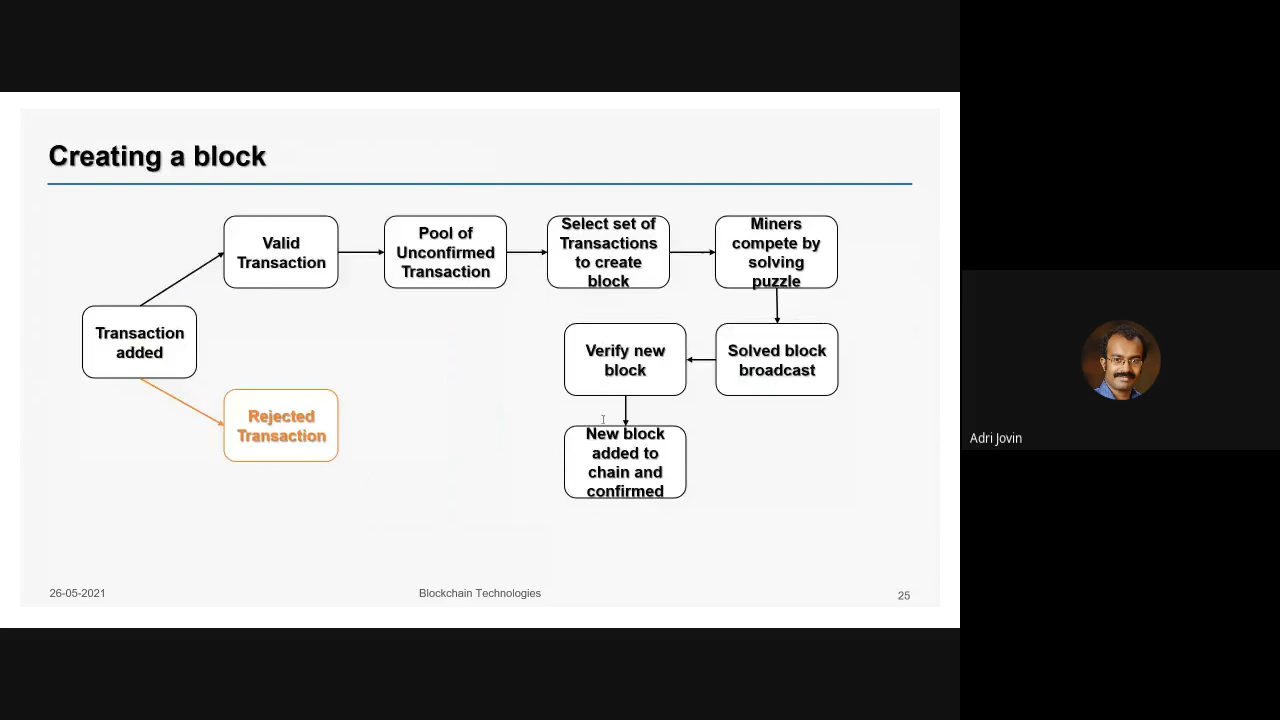 Creating a block
Transaction
added
Valid
Transaction
Rejected
Transaction
Pool of
Unconfirmed
Transaction
Select set of
Transactions
to create
block
Miners
compete by
solving
puzzle
Solved block
broadcast
Verify new
block
New block
added to
chain and
confirmed
26-05-2021
Blockchain Technologies
25
Adri Jovin